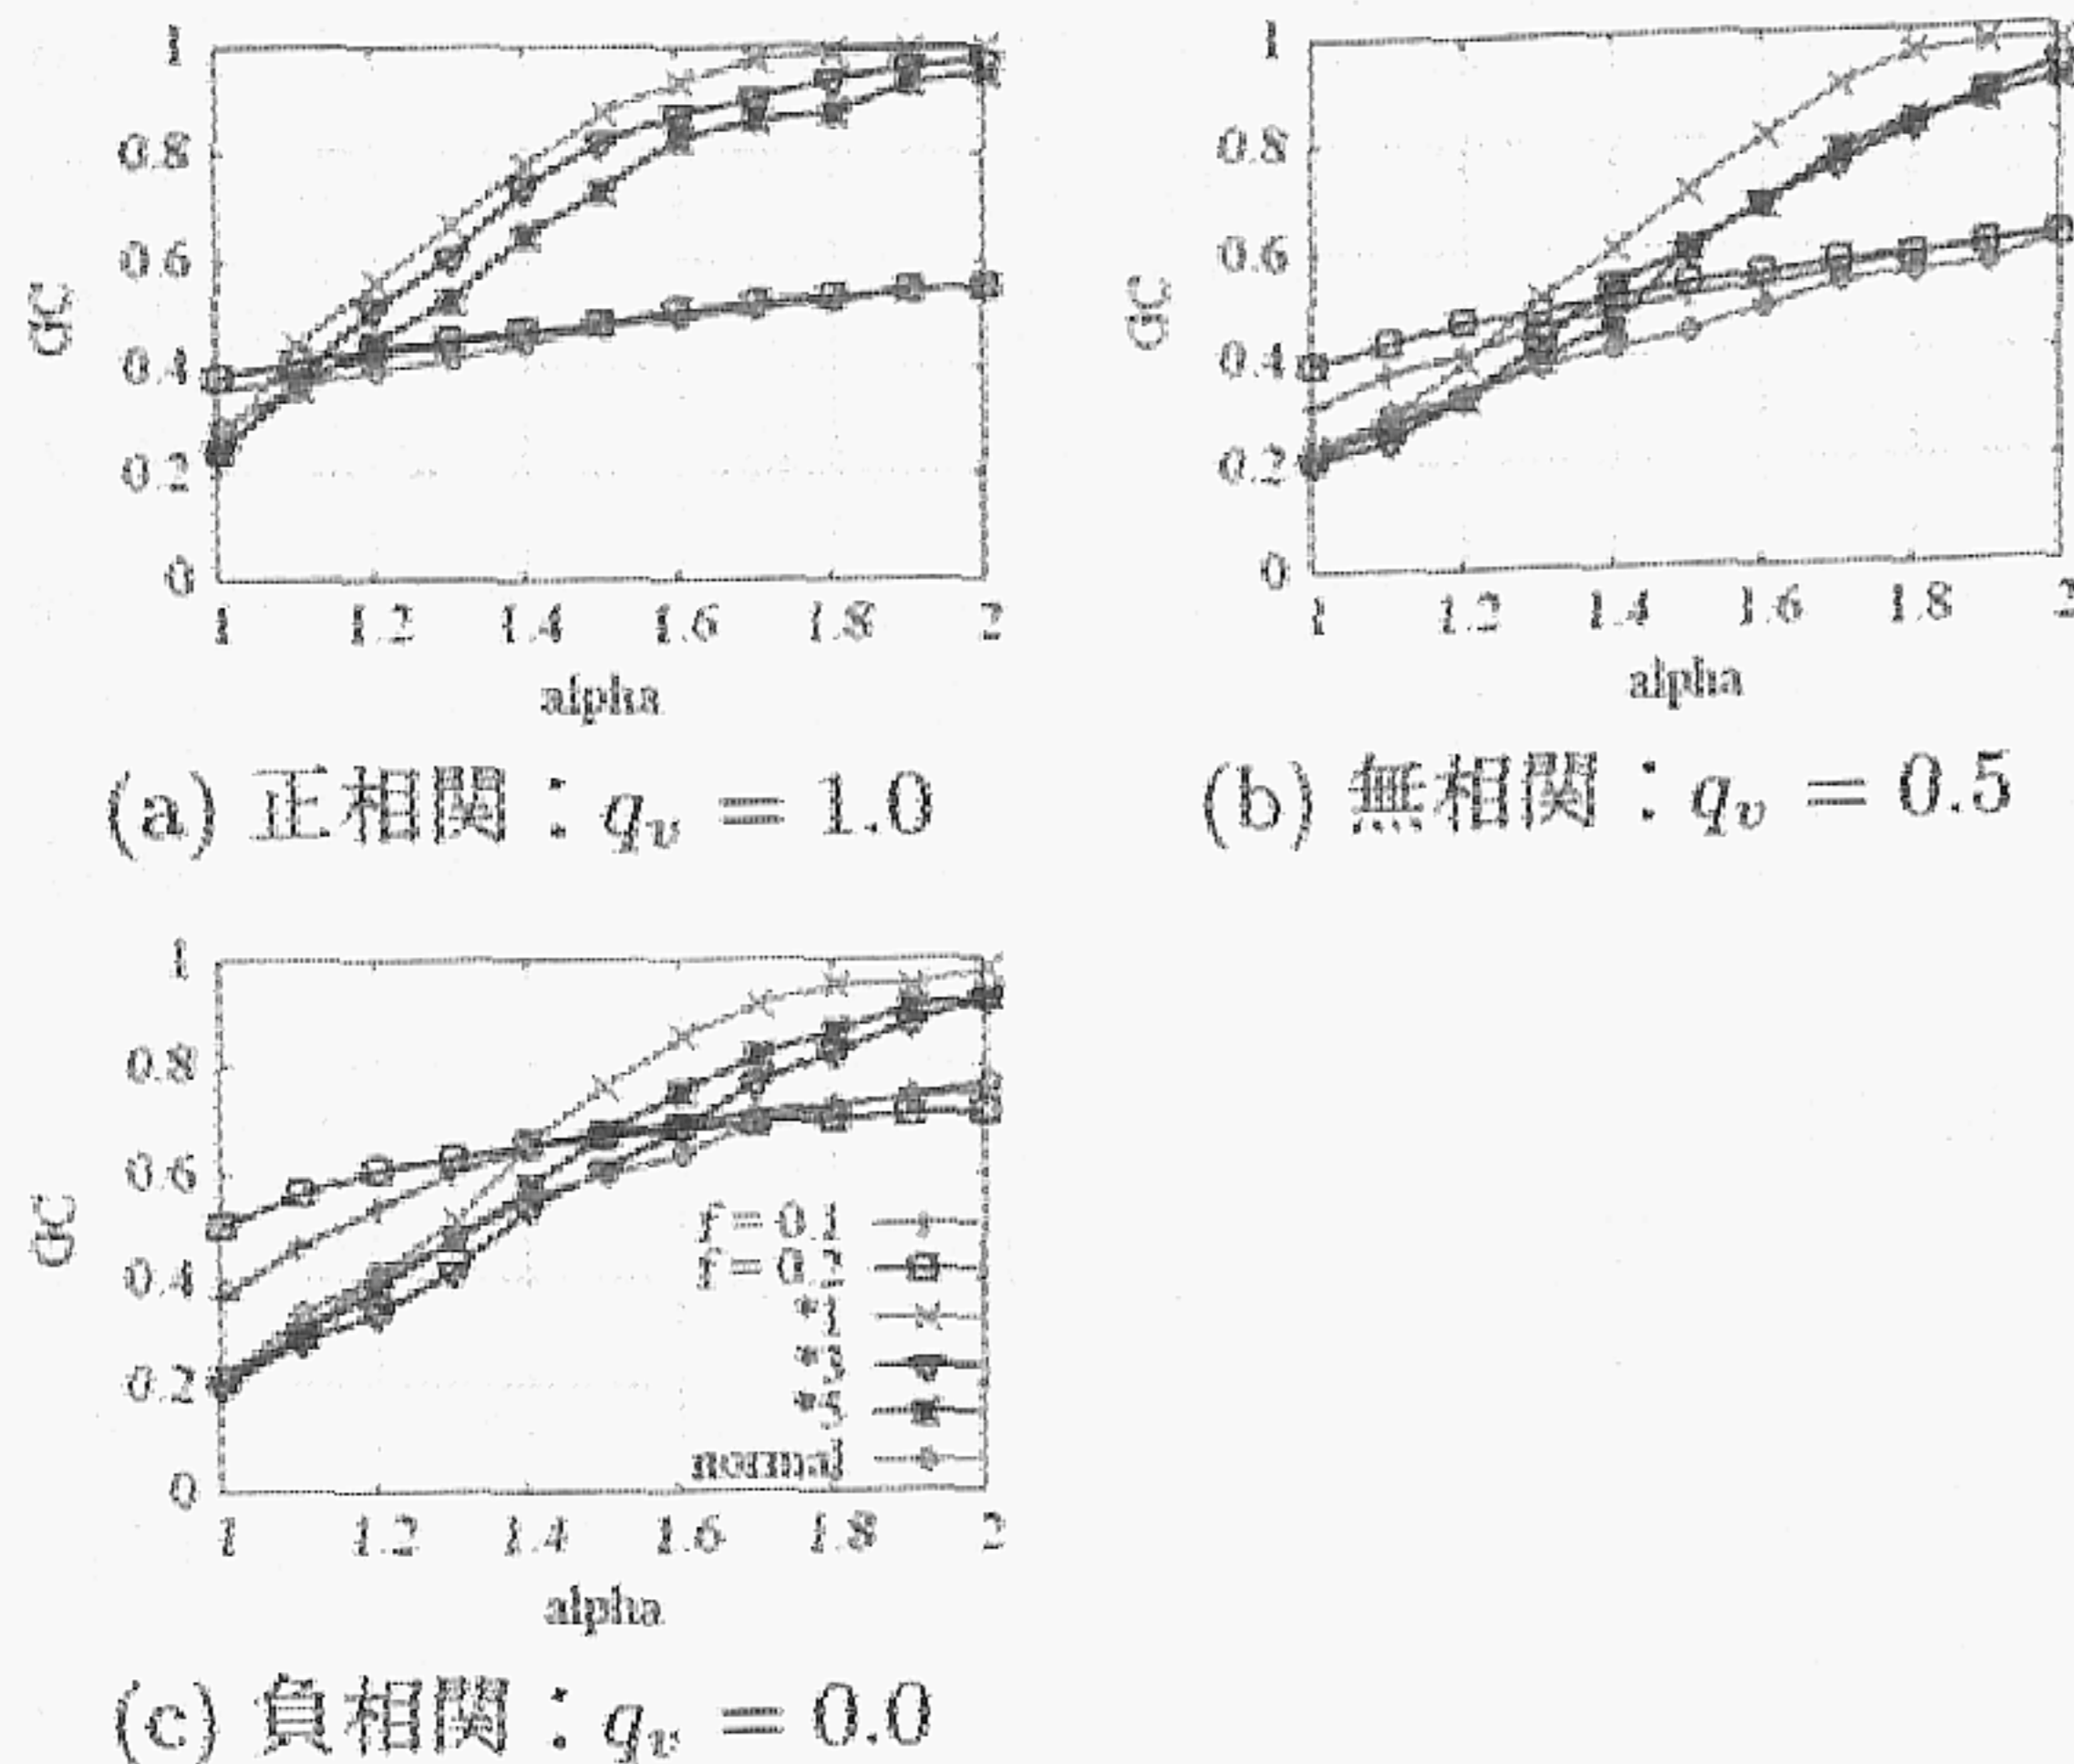 1
0.8
0.6
0.4
0.2
0
GC
1 1.2 1.4 1.6 1.8 2
alpha
(a) 正相関：qv = 1.0
1
0.8
0.6
0.4
0.2
0
GC
1 1.2 1.4 1.6 1.8 2
alpha
(b) 無相関：qv = 0.5
1
0.8
0.6
0.4
0.2
0
GC
f = 0.1
f = 0.2
*3
*5
normal
1 1.2 1.4 1.6 1.8 2
alpha
(c) 負相関：qv = 0.0